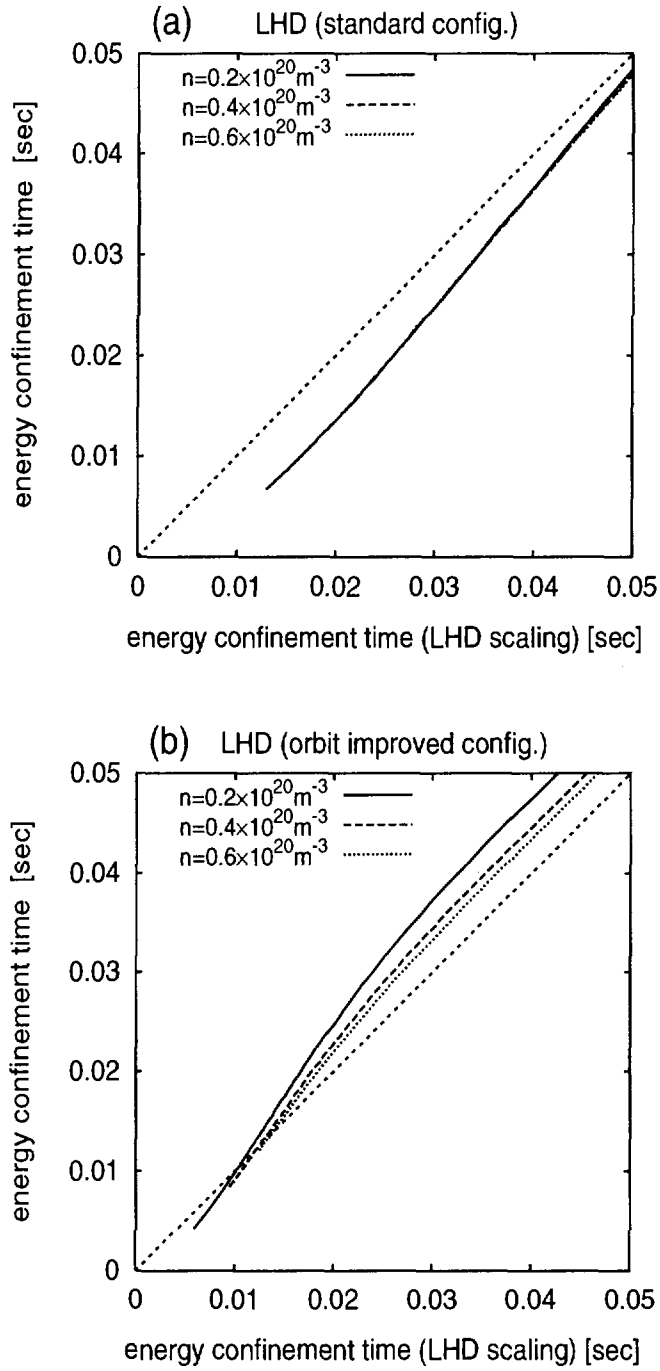 (a) LHD (standard config.)
0.05
n=0.2×10²⁰m⁻³
n=0.4×10²⁰m⁻³
n=0.6×10²⁰m⁻³
0.04
0.03
0.02
0.01
0
energy confinement time [sec]
0 0.01 0.02 0.03 0.04 0.05
energy confinement time (LHD scaling) [sec]
(b) LHD (orbit improved config.)
0.05
n=0.2×10²⁰m⁻³
n=0.4×10²⁰m⁻³
n=0.6×10²⁰m⁻³
0.04
0.03
0.02
0.01
0
energy confinement time [sec]
0 0.01 0.02 0.03 0.04 0.05
energy confinement time (LHD scaling) [sec]